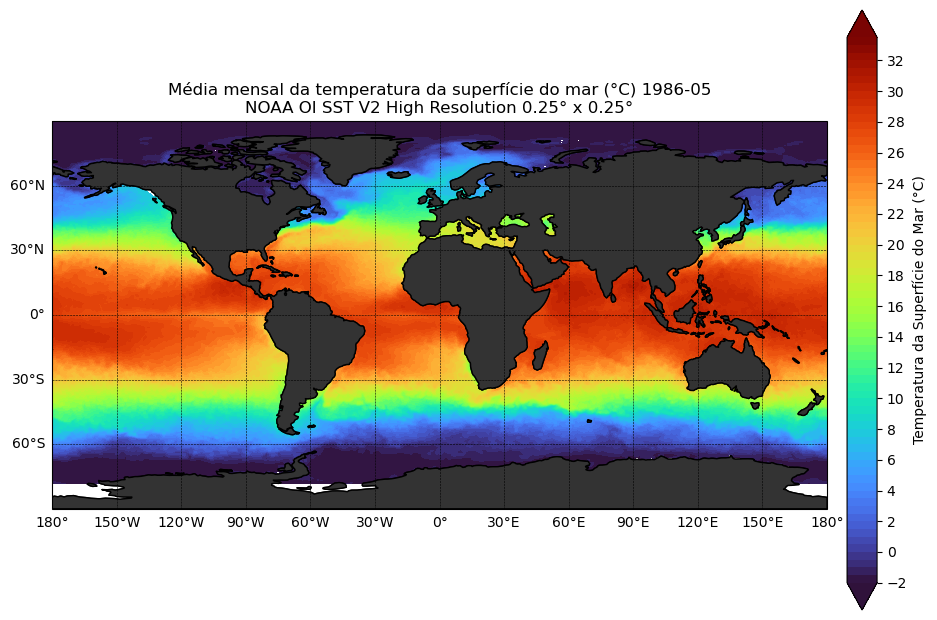 Média mensal da temperatura da superfície do mar (°C) 1986-05
NOAA OI SST V2 High Resolution 0.25° x 0.25°
60°N
30°N
0°
30°S
60°S
180° 150°W 120°W 90°W 60°W 30°W 0° 30°E 60°E 90°E 120°E 150°E 180°
32
30
28
26
24
22
20
18
16
14
12
10
8
6
4
2
0
−2
Temperatura da Superfície do Mar (°C)